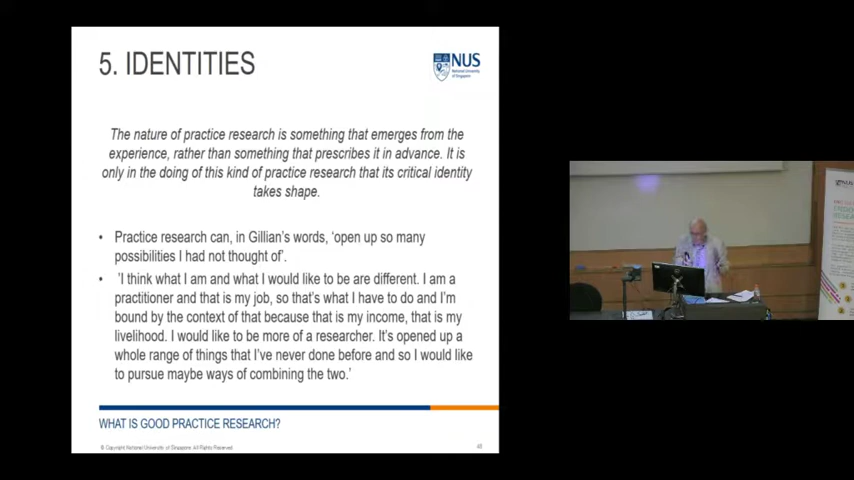 5. IDENTITIES
NUS
National University
of Singapore
The nature of practice research is something that emerges from the
experience, rather than something that prescribes it in advance. It is
only in the doing of this kind of practice research that its critical identity
takes shape.
• Practice research can, in Gillian's words, 'open up so many
possibilities I had not thought of'.
• 'I think what I am and what I would like to be are different. I am a
practitioner and that is my job, so that's what I have to do and I'm
bound by the context of that because that is my income, that is my
livelihood. I would like to be more of a researcher. It's opened up a
whole range of things that I've never done before and so I would like
to pursue maybe ways of combining the two.'
WHAT IS GOOD PRACTICE RESEARCH?
© Copyright National University of Singapore. All Rights Reserved.
NUS